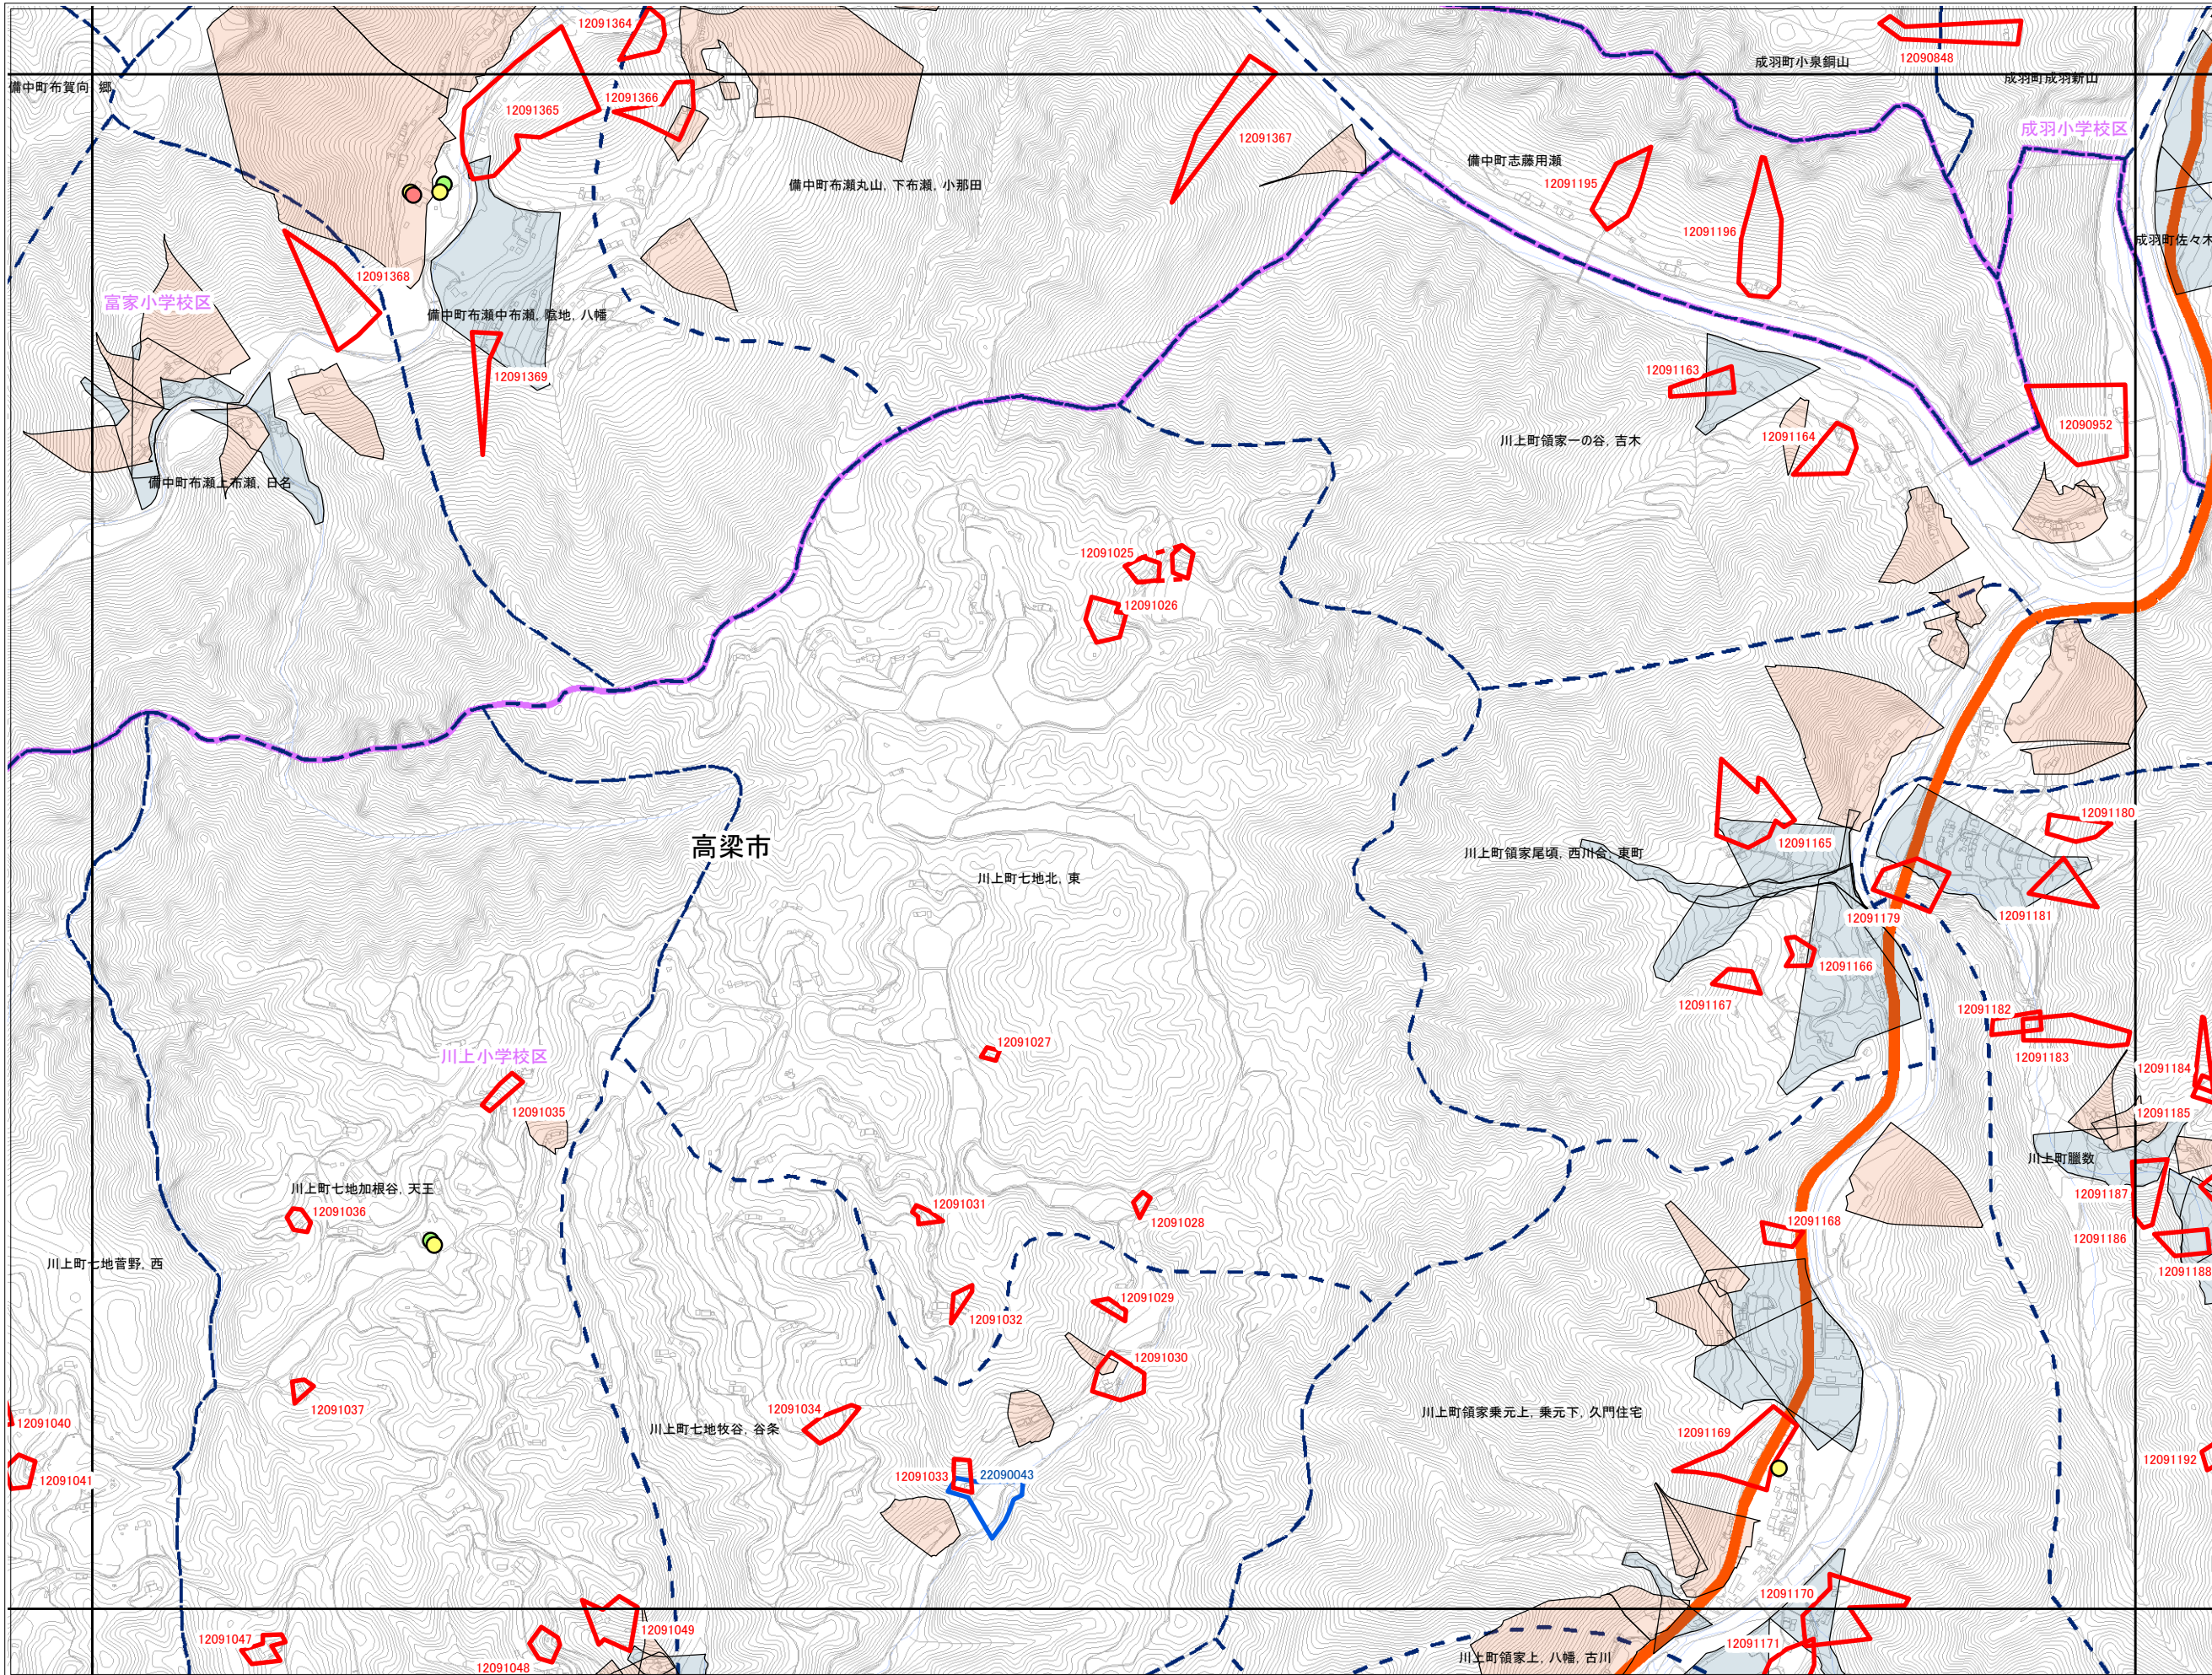 12091364
12090848
成羽町小泉銅山
成羽町成羽新山
備中町布賀向, 郷
12091365
12091366
12091367
成羽小学校区
備中町志藤用瀬
12091195
備中町布瀬丸山, 下布瀬, 小那田
12091196
成羽町佐々木
12091368
富家小学校区
備中町布瀬中布瀬, 陰地, 八幡
12091369
12091163
12090952
12091164
川上町領家一の谷, 吉木
備中町布瀬上布瀬, 日名
12091025
12091026
12091180
高梁市
12091165
川上町領家尾頃, 西川合, 東町
川上町七地北, 東
12091179
12091181
12091166
12091167
12091182
12091027
川上小学校区
12091183
12091184
12091035
12091185
川上町臘数
川上町七地加根谷, 天王
12091187
12091036
12091031
12091028
12091168
12091186
川上町七地菅野, 西
12091188
12091029
12091032
12091030
12091037
12091034
川上町領家乗元上, 乗元下, 久門住宅
12091040
川上町七地牧谷, 谷条
12091169
12091192
12091033
22090043
12091041
12091170
12091049
12091047
12091171
川上町領家上, 八幡, 古川
12091048